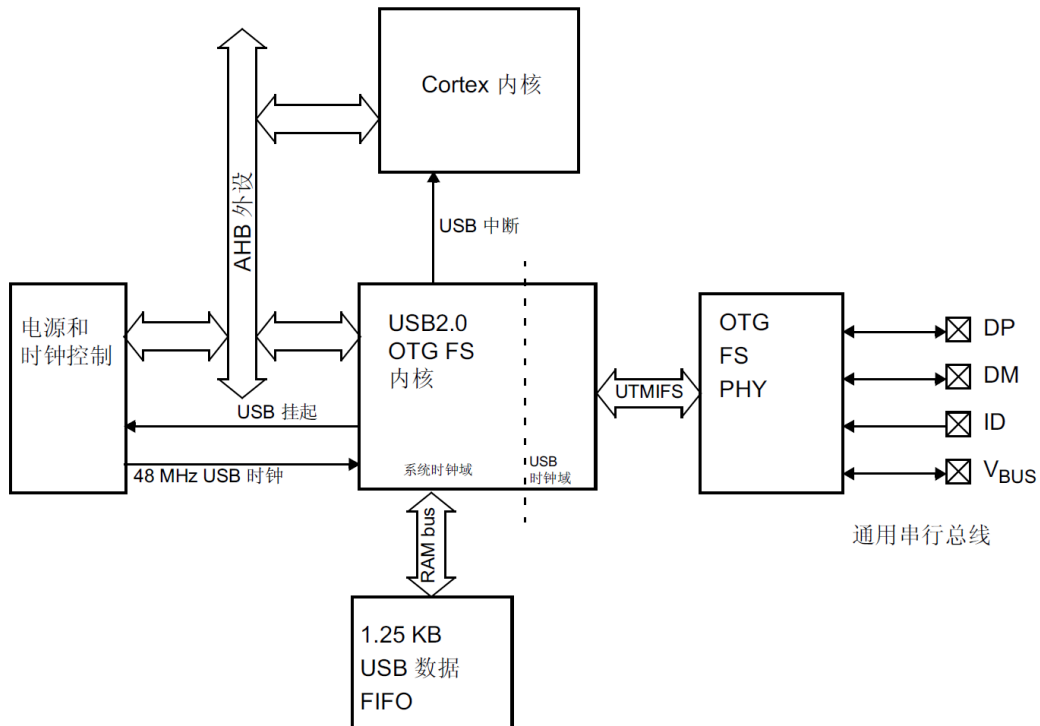 Cortex 内核
AHB 外设
USB 中断
电源和
时钟控制
USB2.0
OTG FS
内核
OTG
FS
PHY
DP
DM
ID
VBUS
UTMIFS
USB 挂起
48 MHz USB 时钟
系统时钟域
USB
时钟域
通用串行总线
RAM bus
1.25 KB
USB 数据
FIFO